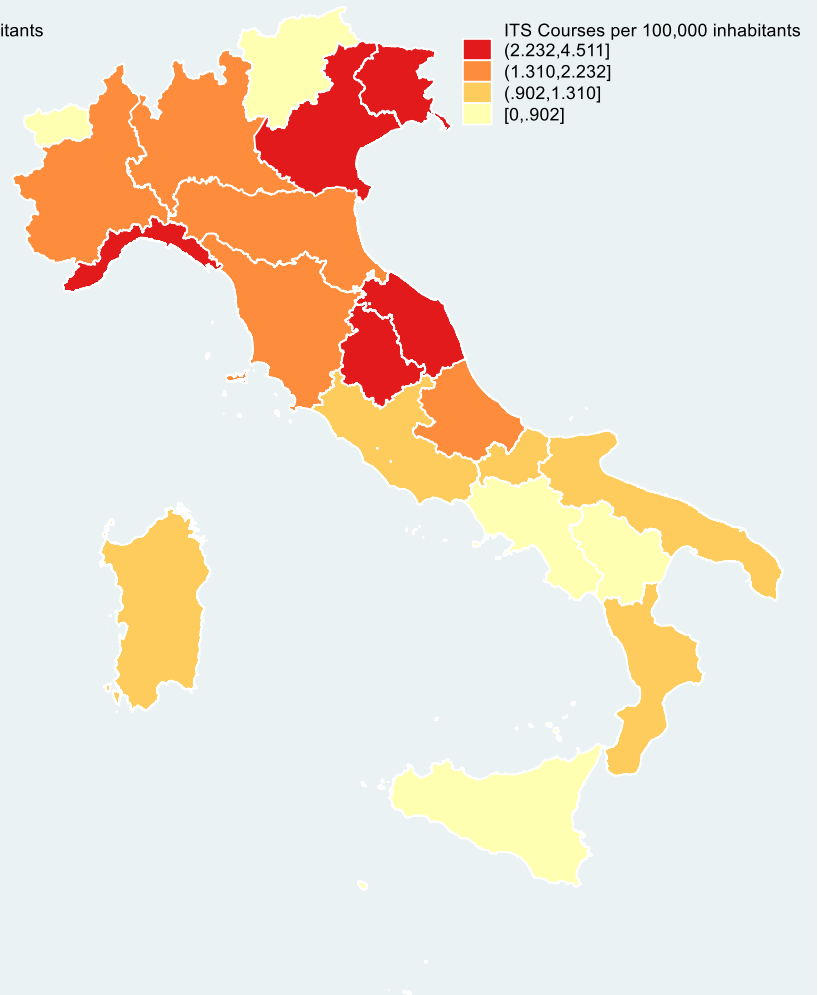 itants
ITS Courses per 100,000 inhabitants
(2.232,4.511]
(1.310,2.232]
(.902,1.310]
[0,.902]